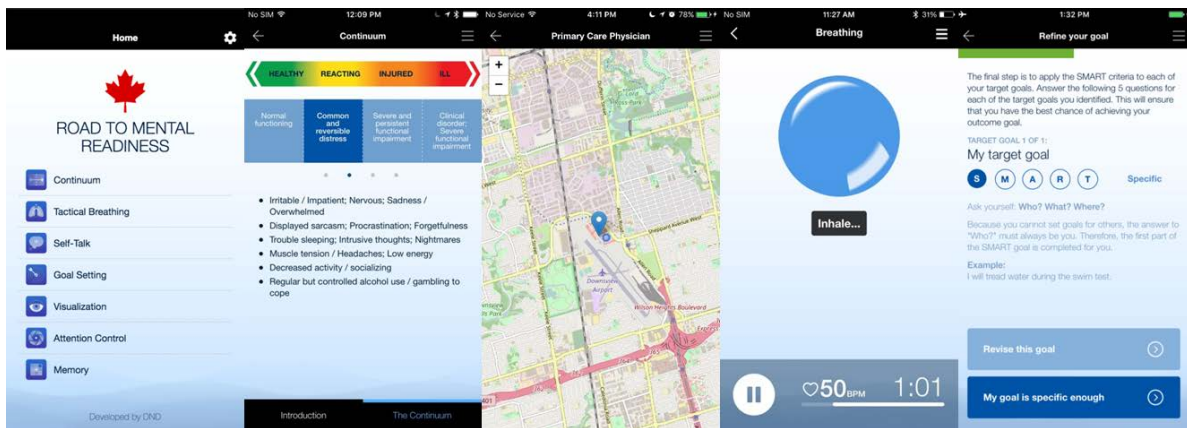 Home
ROAD TO MENTAL
READINESS
Continuum
Tactical Breathing
Self-Talk
Goal Setting
Visualization
Attention Control
Memory
Developed by DND
No SIM 12:09 PM
Continuum
HEALTHY REACTING INJURED ILL
Normal
functioning
Common
and
reversible
distress
Severe and
persistent
functional
impairment
Clinical
disorder;
Severe
functional
impairment
• Irritable / Impatient; Nervous; Sadness /
Overwhelmed
• Displayed sarcasm; Procrastination; Forgetfulness
• Trouble sleeping; Intrusive thoughts; Nightmares
• Muscle tension / Headaches; Low energy
• Decreased activity / socializing
• Regular but controlled alcohol use / gambling to
cope
Introduction The Continuum
No Service 4:11 PM 78%
Primary Care Physician
+
-
Sheppard Avenue West
Downsview
Airport
Wilson Heights Boulevard
401
No SIM 11:27 AM 31%
Breathing
Inhale...
50 BPM 1:01
1:32 PM
Refine your goal
The final step is to apply the SMART criteria to each of
your target goals. Answer the following 5 questions for
each of the target goals you identified. This will ensure
that you have the best chance of achieving your
outcome goal.
TARGET GOAL 1 OF 1:
My target goal
S M A R T Specific
Ask yourself: Who? What? Where?
Because you cannot set goals for others, the answer to
"Who?" must always be you. Therefore, the first part of
the SMART goal is completed for you.
Example:
I will tread water during the swim test.
Revise this goal
My goal is specific enough